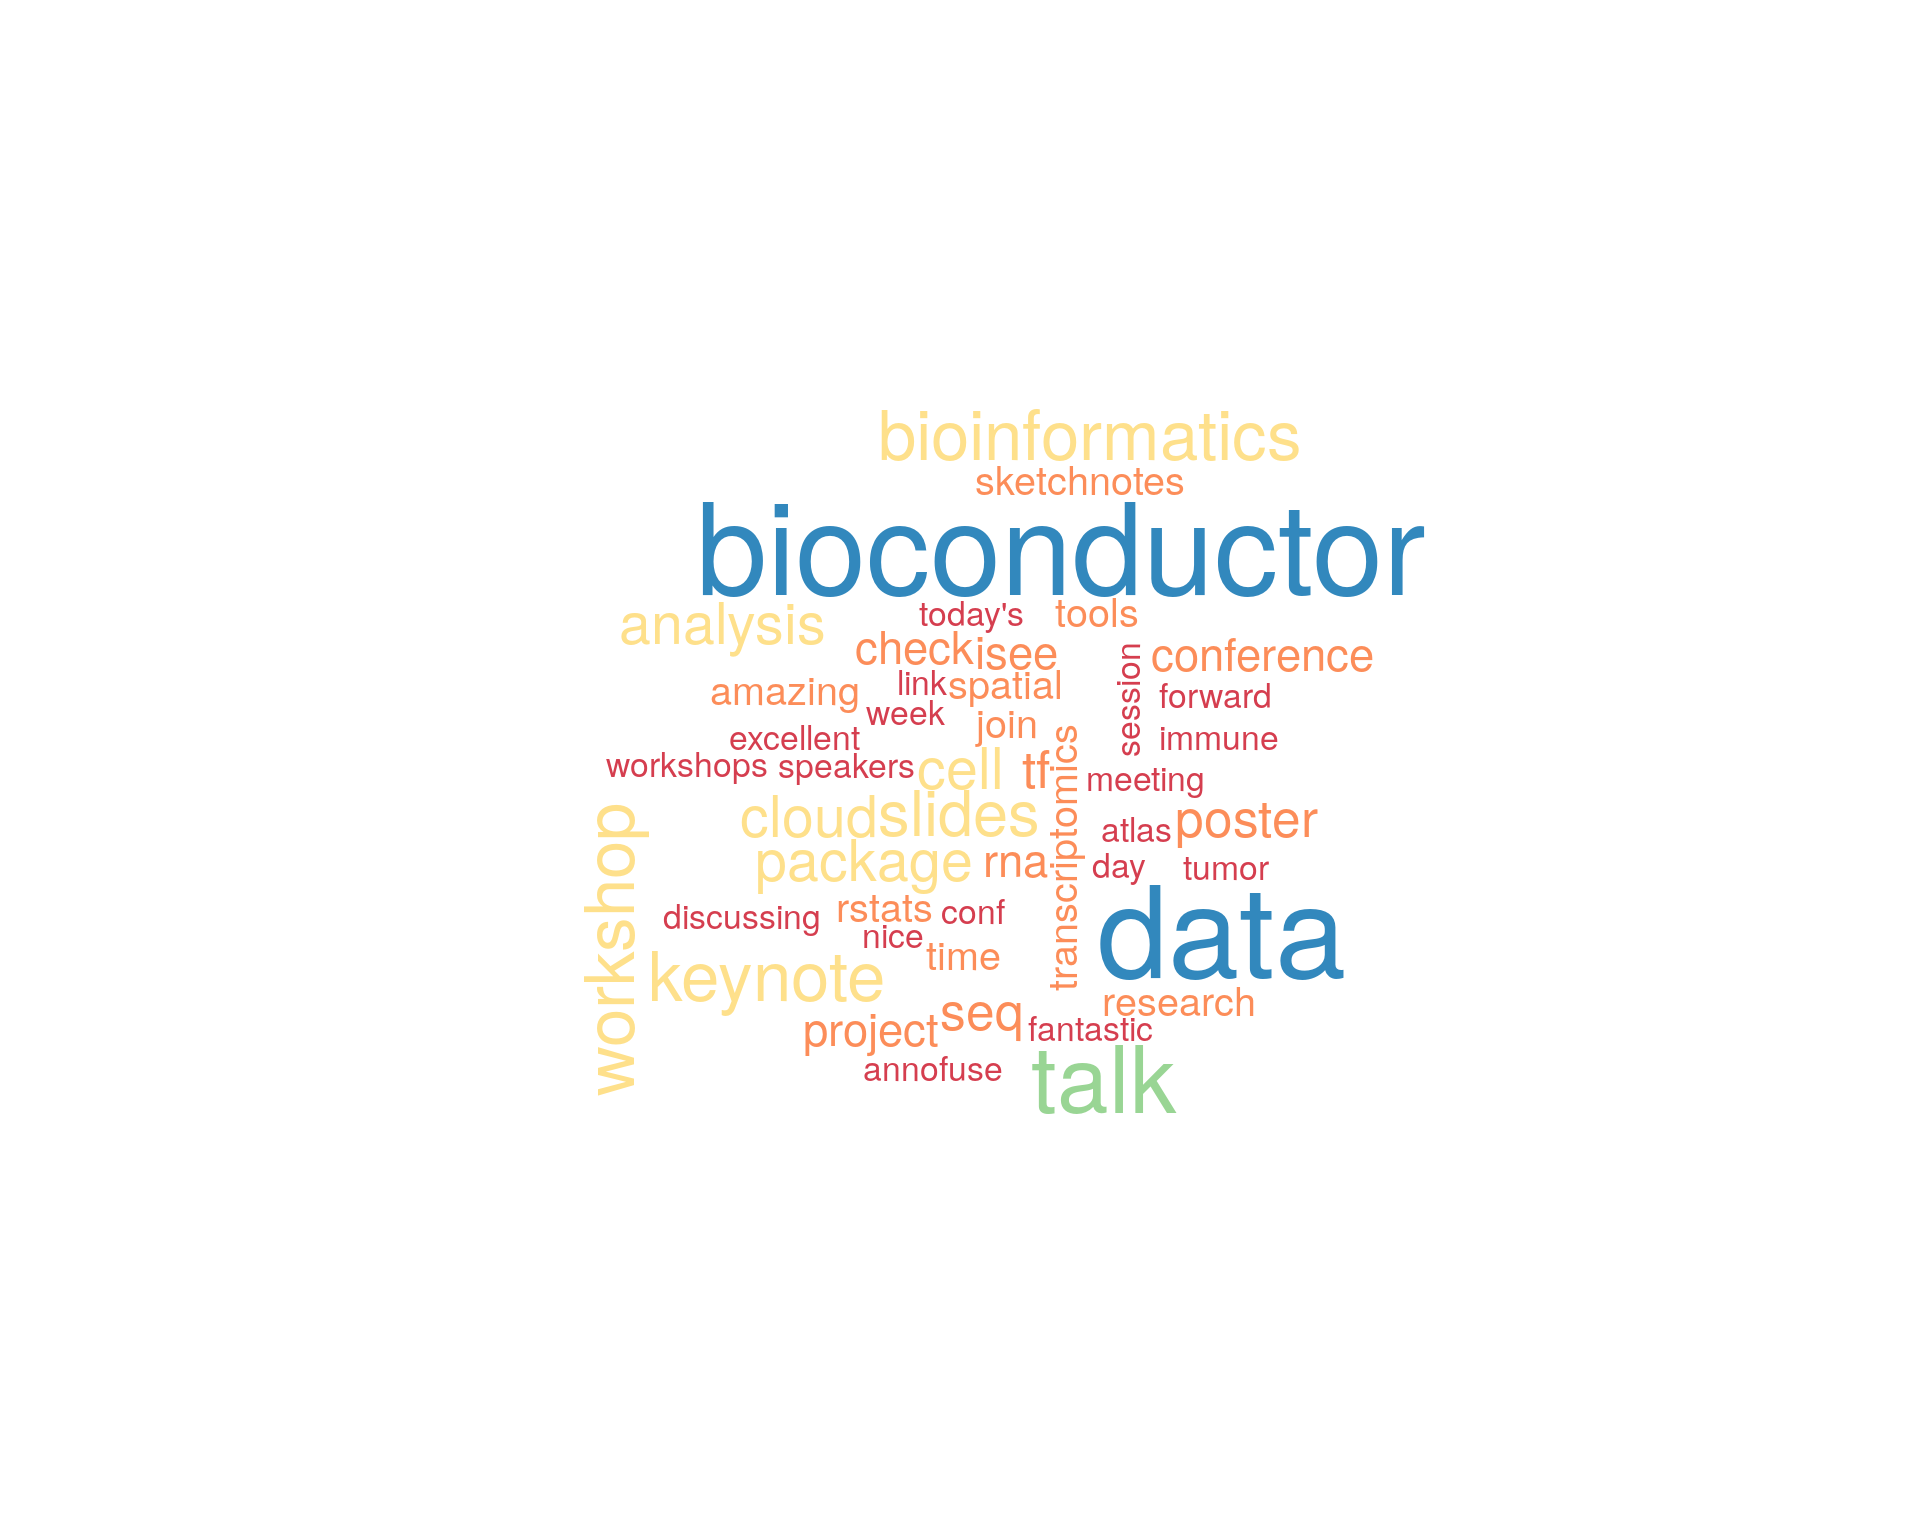 bioinformatics
sketchnotes
bioconductor
analysis
today's
tools
check
isee
conference
session
amazing
link
spatial
forward
week
join
excellent
immune
workshops
speakers
cell
tf
transcriptomics
meeting
cloud
slides
atlas
poster
workshop
package
rna
day
tumor
discussing
rstats
conf
data
nice
time
keynote
research
project
seq
fantastic
annofuse
talk